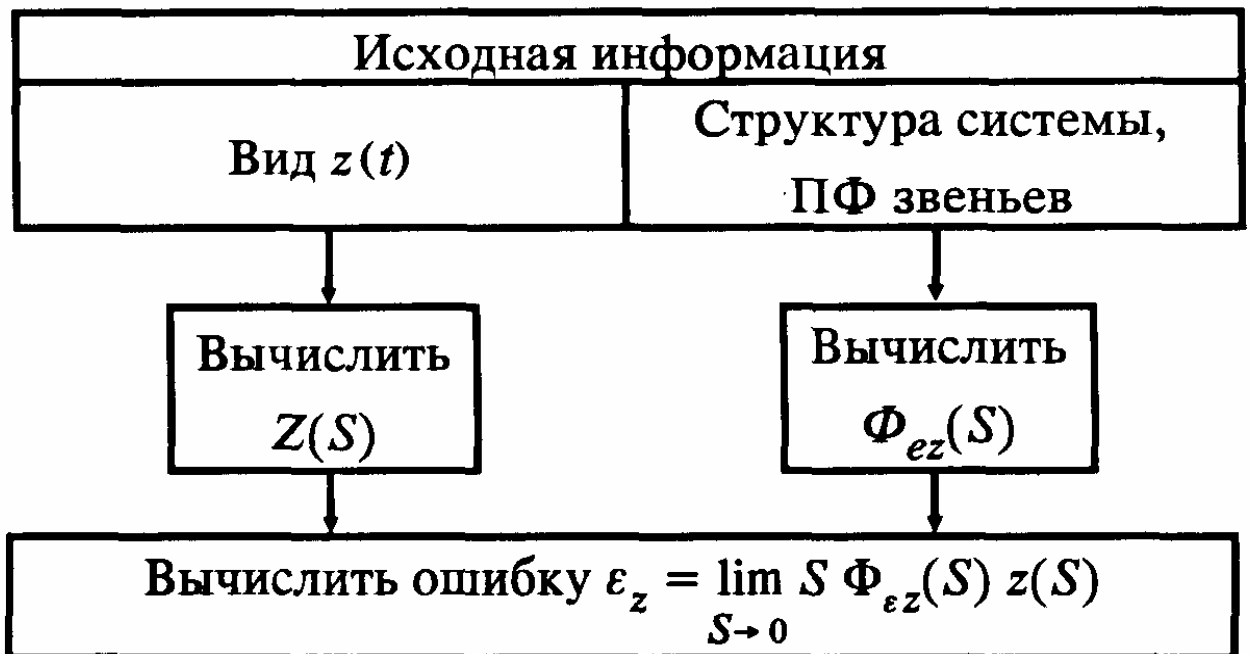 Исходная информация
Вид z(t)
Структура системы,
ПФ звеньев
Вычислить
Z(S)
Вычислить
Φez(S)
Вычислить ошибку εz = lim S Φεz(S) z(S)
S→0